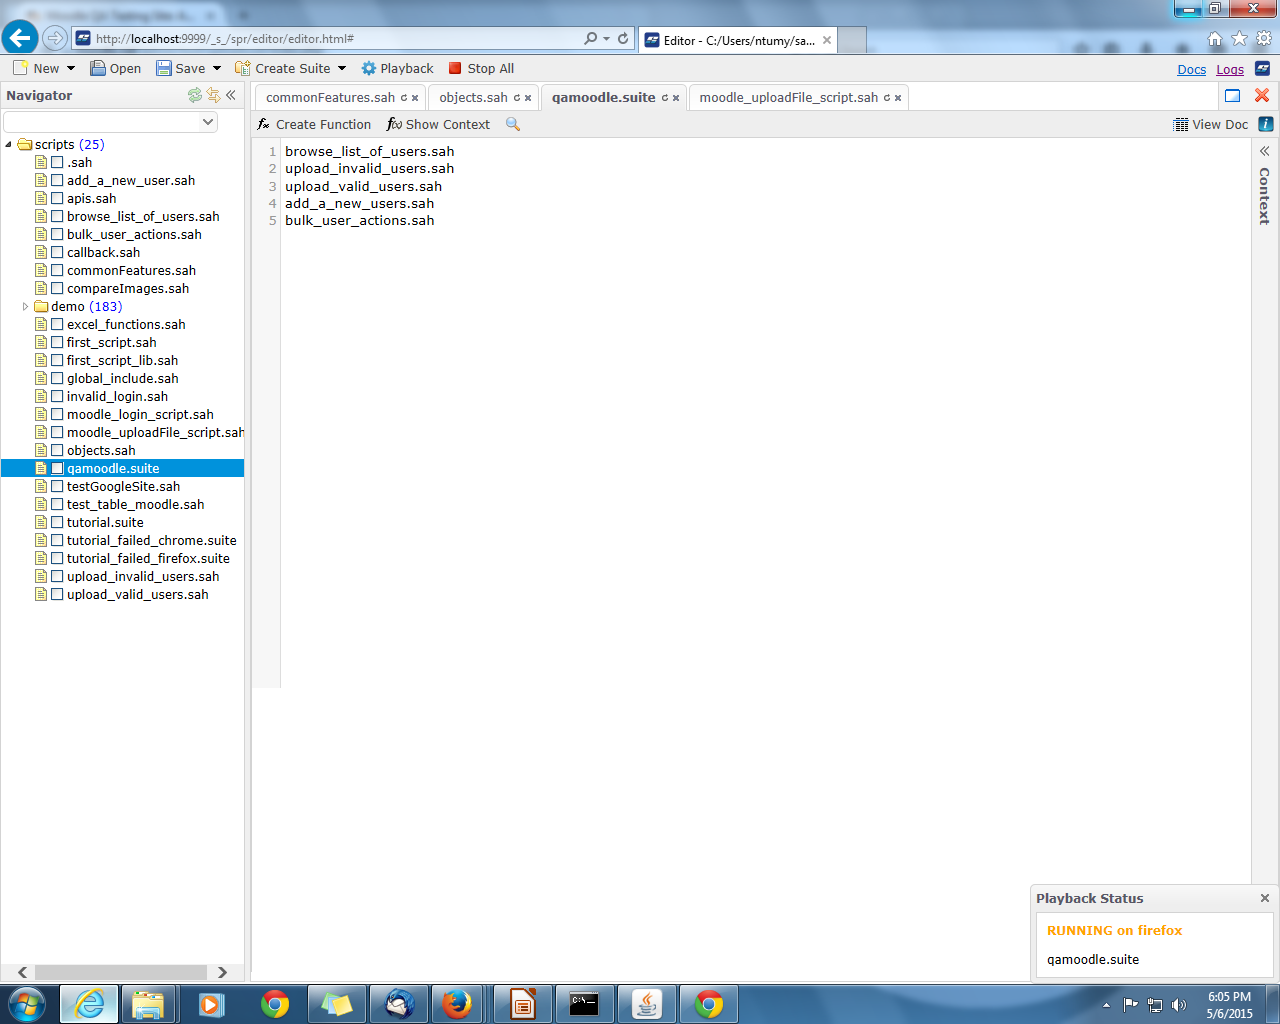 http://localhost:9999/_s_/spr/editor/editor.html#
Editor - C:/Users/ntumy/sa...
New Open Save Create Suite Playback Stop All Docs Logs
Navigator
commonFeatures.sah objects.sah qamoodle.suite moodle_uploadFile_script.sah
Create Function Show Context View Doc
scripts (25)
.sah
add_a_new_user.sah
apis.sah
browse_list_of_users.sah
bulk_user_actions.sah
callback.sah
commonFeatures.sah
compareImages.sah
demo (183)
excel_functions.sah
first_script.sah
first_script_lib.sah
global_include.sah
invalid_login.sah
moodle_login_script.sah
moodle_uploadFile_script.sah
objects.sah
qamoodle.suite
testGoogleSite.sah
test_table_moodle.sah
tutorial.suite
tutorial_failed_chrome.suite
tutorial_failed_firefox.suite
upload_invalid_users.sah
upload_valid_users.sah
1 browse_list_of_users.sah
2 upload_invalid_users.sah
3 upload_valid_users.sah
4 add_a_new_users.sah
5 bulk_user_actions.sah
Context
Playback Status
RUNNING on firefox
qamoodle.suite
6:05 PM
5/6/2015